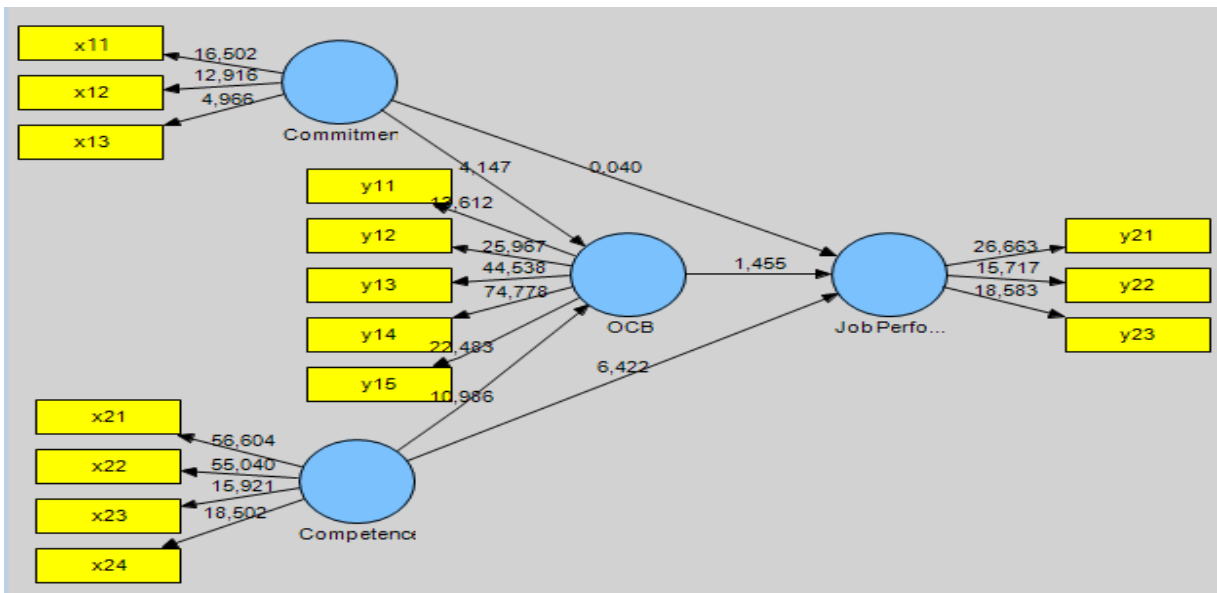 x11
16,502
x12
12,916
x13
4,966
Commitmen
4,147
0,040
y11
13,612
y12
25,967
y13
44,538
y14
74,778
y15
22,483
OCB
1,455
Job Perfo...
y21
26,663
y22
15,717
y23
18,583
6,422
10,986
x21
56,604
x22
55,040
x23
15,921
x24
18,502
Competence